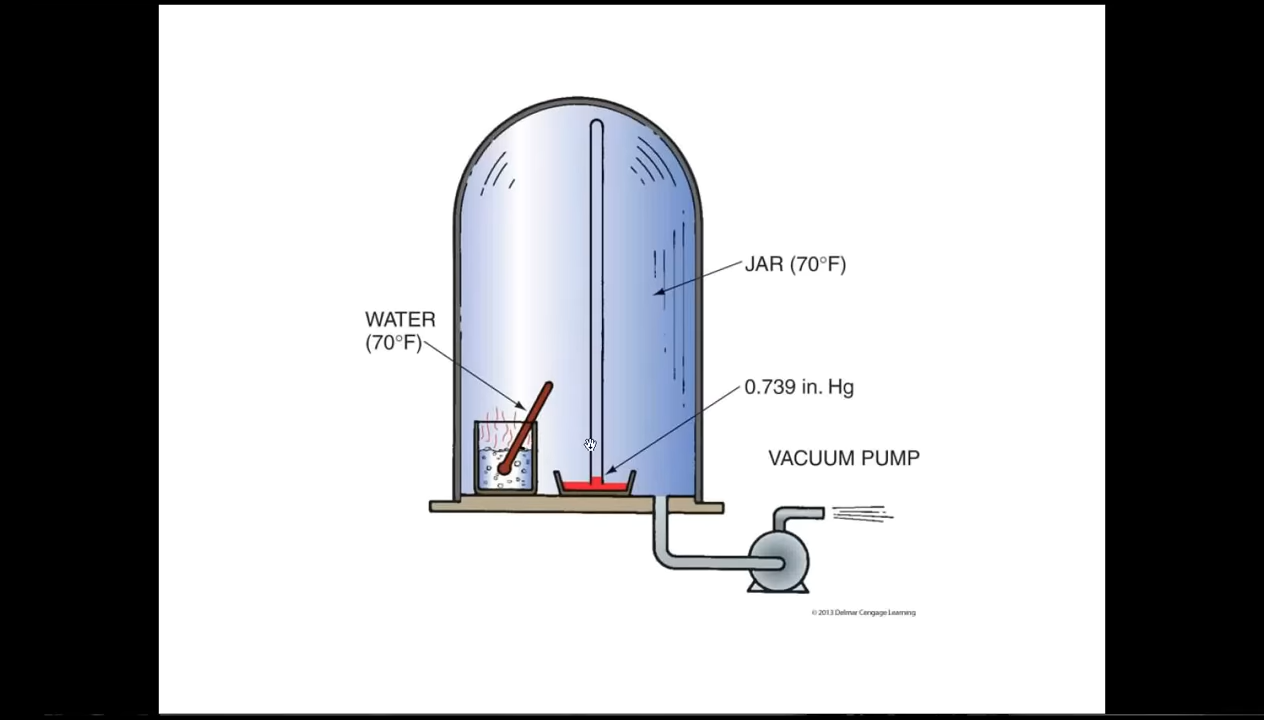 JAR (70°F)
WATER
(70°F)
0.739 in. Hg
VACUUM PUMP
© 2013 Delmar Cengage Learning